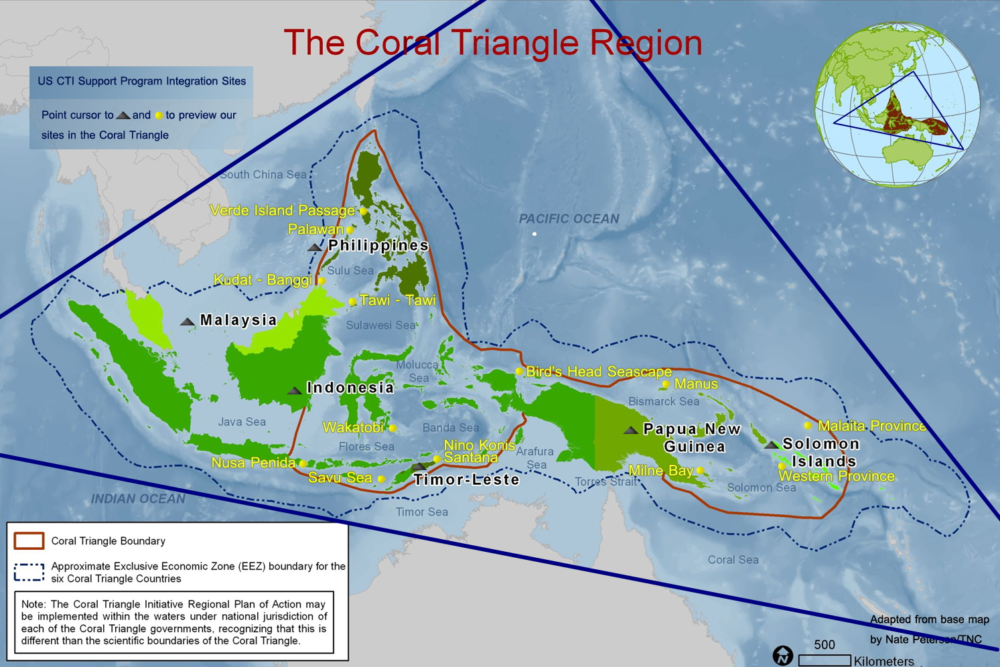 The Coral Triangle Region
US CTI Support Program Integration Sites
Point cursor to and to preview our
sites in the Coral Triangle
South China Sea
Verde Island Passage
PACIFIC OCEAN
Palawan
Philippines
Sulu Sea
Kudat - Banggi
Tawi - Tawi
Malaysia
Sulawesi Sea
Molucca
Sea
Bird's Head Seascape
Manus
Indonesia
Bismarck Sea
Java Sea
Wakatobi
Banda Sea
Malaita Province
Papua New
Guinea
Flores Sea
Nino Konis
Santana
Arafura
Sea
Solomon
Islands
Nusa Penida
Milne Bay
Western Province
Savu Sea
Timor-Leste
Torres Strait
Solomon Sea
INDIAN OCEAN
Timor Sea
Coral Sea
Coral Triangle Boundary
Approximate Exclusive Economic Zone (EEZ) boundary for the
six Coral Triangle Countries
Note: The Coral Triangle Initiative Regional Plan of Action may
be implemented within the waters under national jurisdiction of
each of the Coral Triangle governments, recognizing that this is
different than the scientific boundaries of the Coral Triangle.
Adapted from base map
by Nate Peterson/TNC
N
500
Kilometers